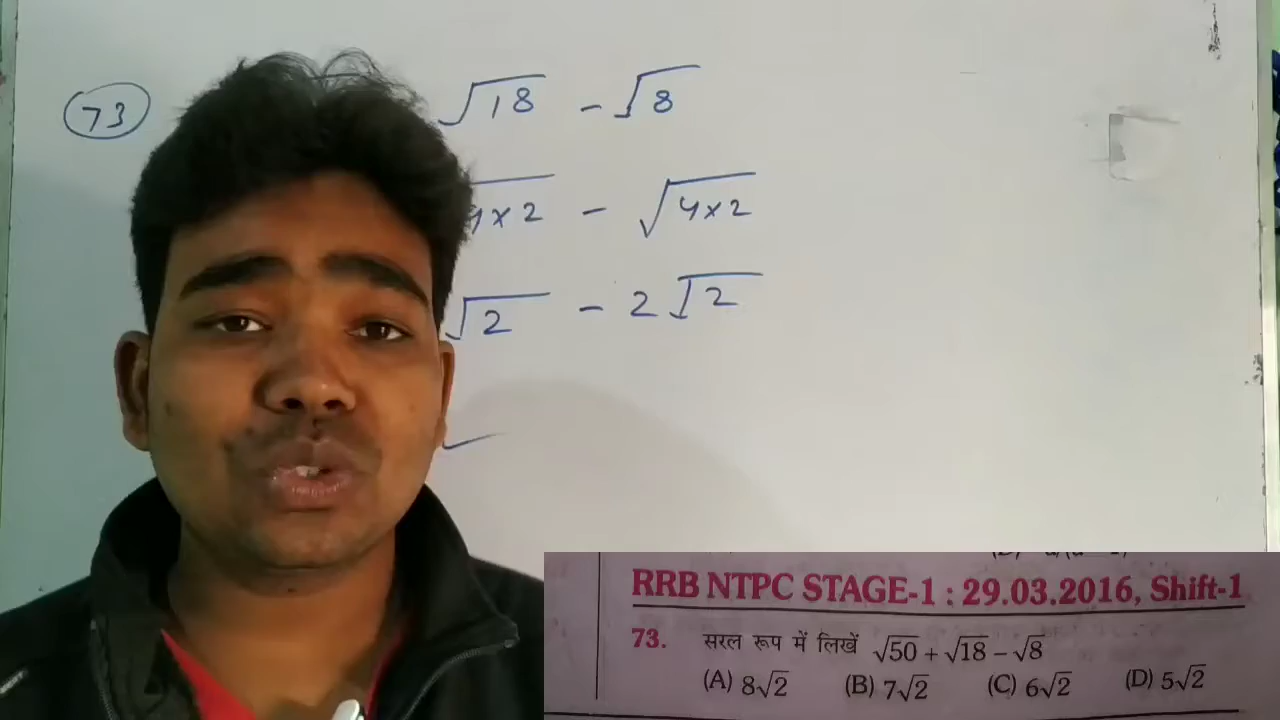 73 √18 - √8
×2 - √4×2
√2 - 2√2
RRB NTPC STAGE-1 : 29.03.2016, Shift-1
73. सरल रूप में लिखें √50 + √18 – √8
(A) 8√2 (B) 7√2 (C) 6√2 (D) 5√2